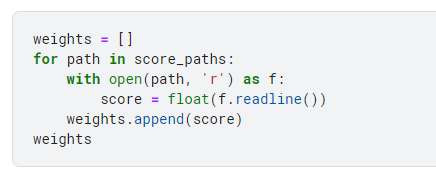 weights = []
for path in score_paths:
    with open(path, 'r') as f:
        score = float(f.readline())
    weights.append(score)
weights